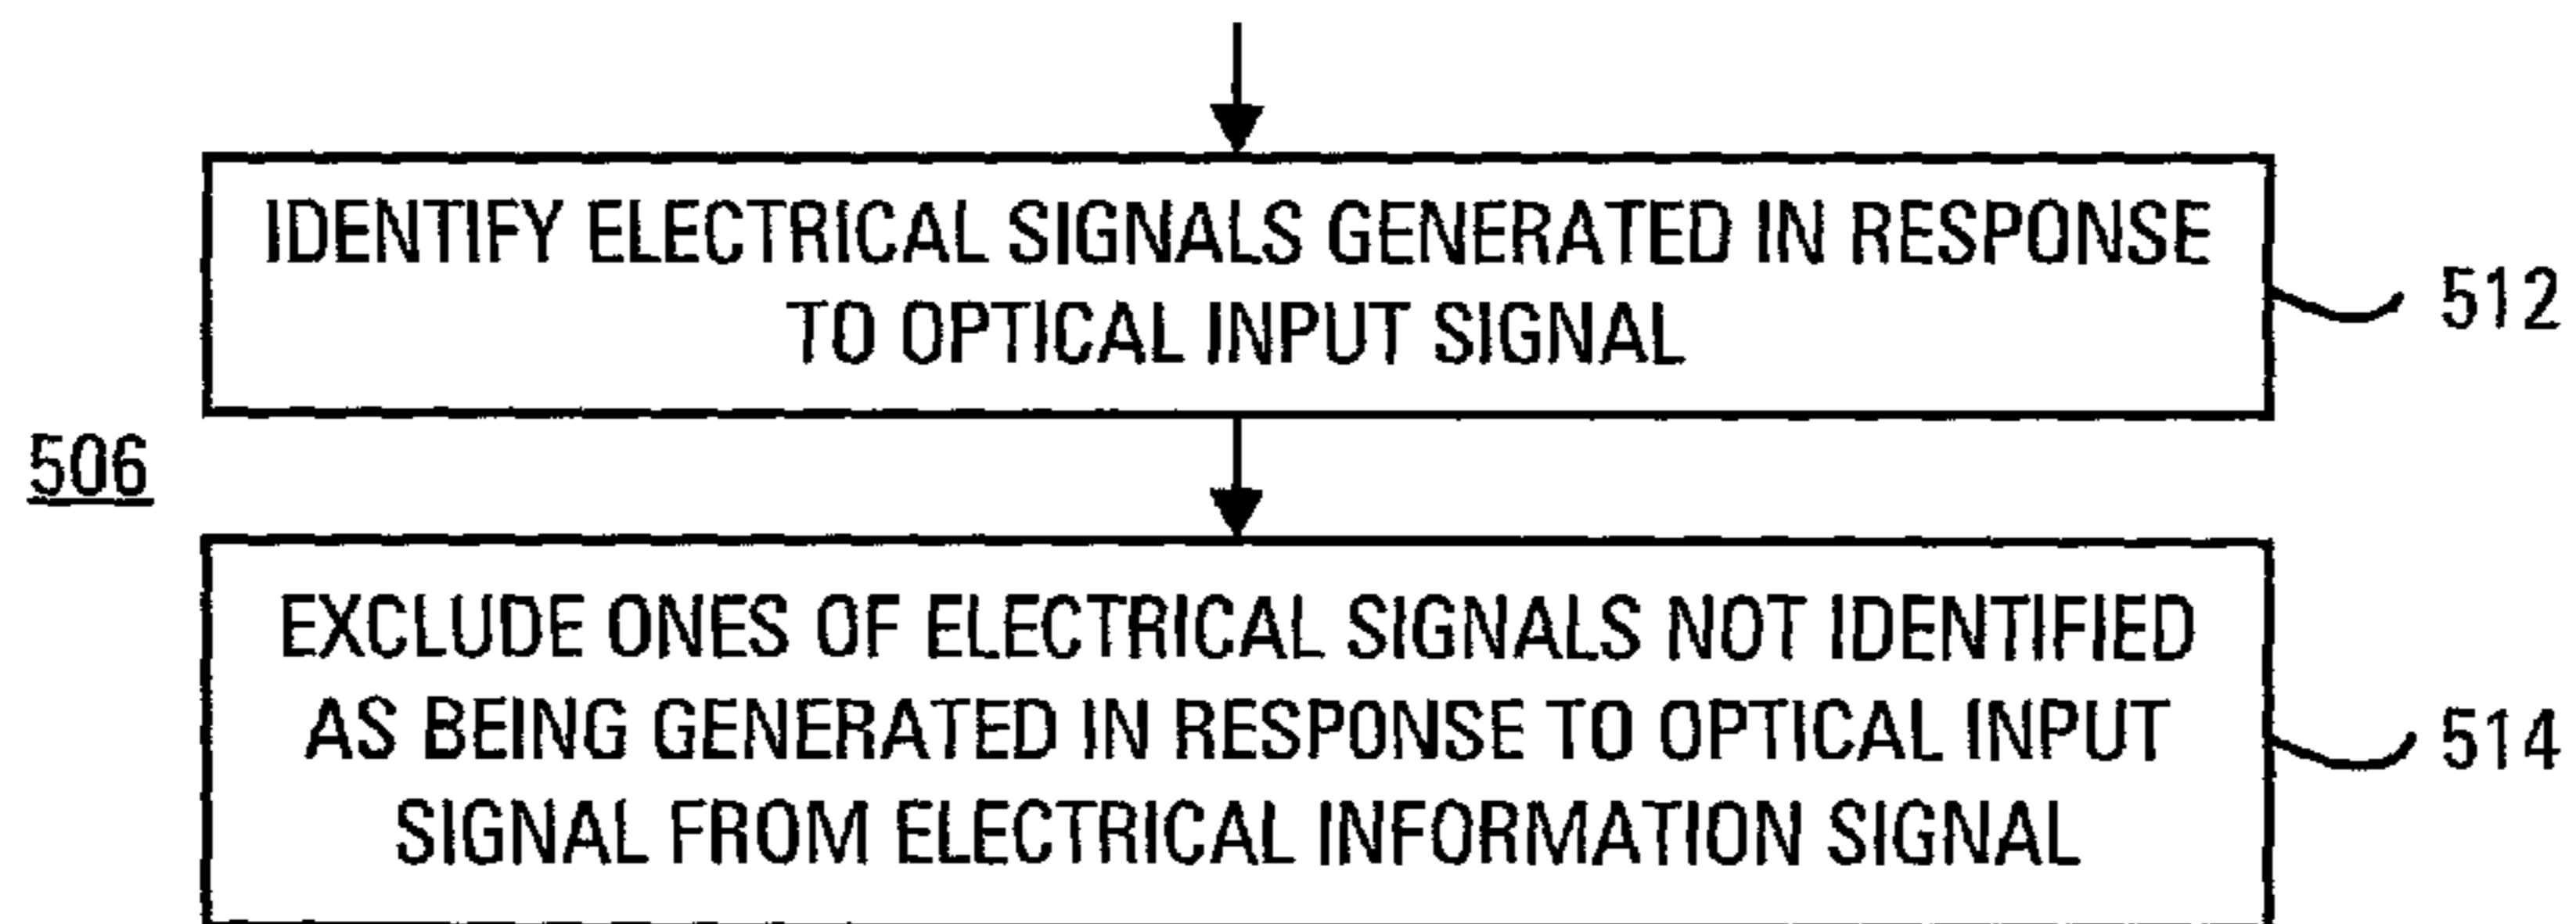 IDENTIFY ELECTRICAL SIGNALS GENERATED IN RESPONSE
TO OPTICAL INPUT SIGNAL
512
506
EXCLUDE ONES OF ELECTRICAL SIGNALS NOT IDENTIFIED
AS BEING GENERATED IN RESPONSE TO OPTICAL INPUT
SIGNAL FROM ELECTRICAL INFORMATION SIGNAL
514